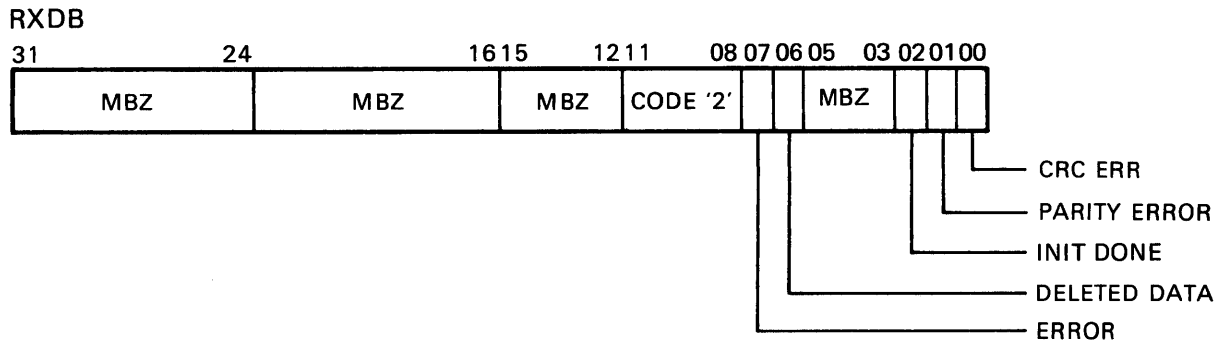 RXDB
31 24 16 15 12 11 08 07 06 05 03 02 01 00
MBZ MBZ MBZ CODE '2' MBZ
CRC ERR
PARITY ERROR
INIT DONE
DELETED DATA
ERROR